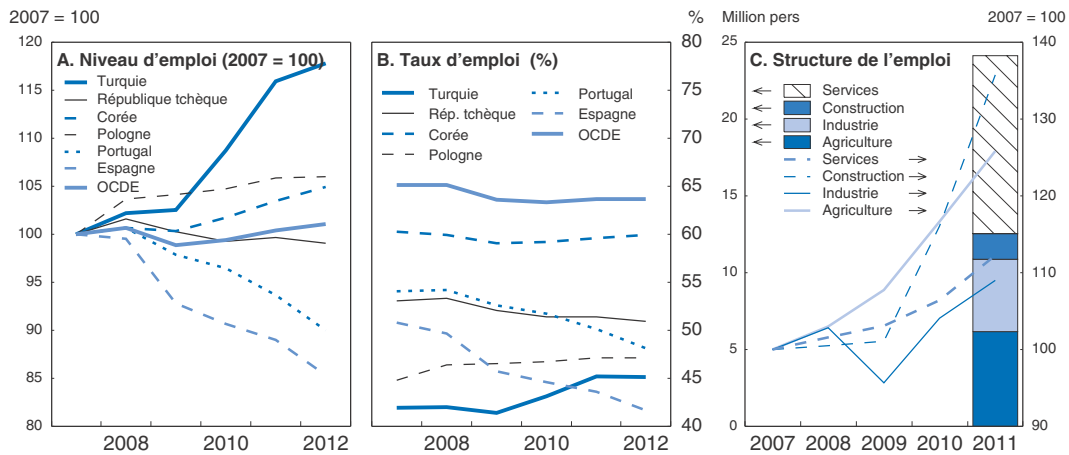 2007 = 100
A. Niveau d'emploi (2007 = 100)
Turquie
République tchèque
Corée
Pologne
Portugal
Espagne
OCDE
120
115
110
105
100
95
90
85
80
2008
2010
2012
%
B. Taux d'emploi (%)
Turquie
Rép. tchèque
Corée
Pologne
Portugal
Espagne
OCDE
80
75
70
65
60
55
50
45
40
2008
2010
2012
Million pers
2007 = 100
C. Structure de l'emploi
Services
Construction
Industrie
Agriculture
Services
Construction
Industrie
Agriculture
25
20
15
10
5
0
140
130
120
110
100
90
2007
2008
2009
2010
2011